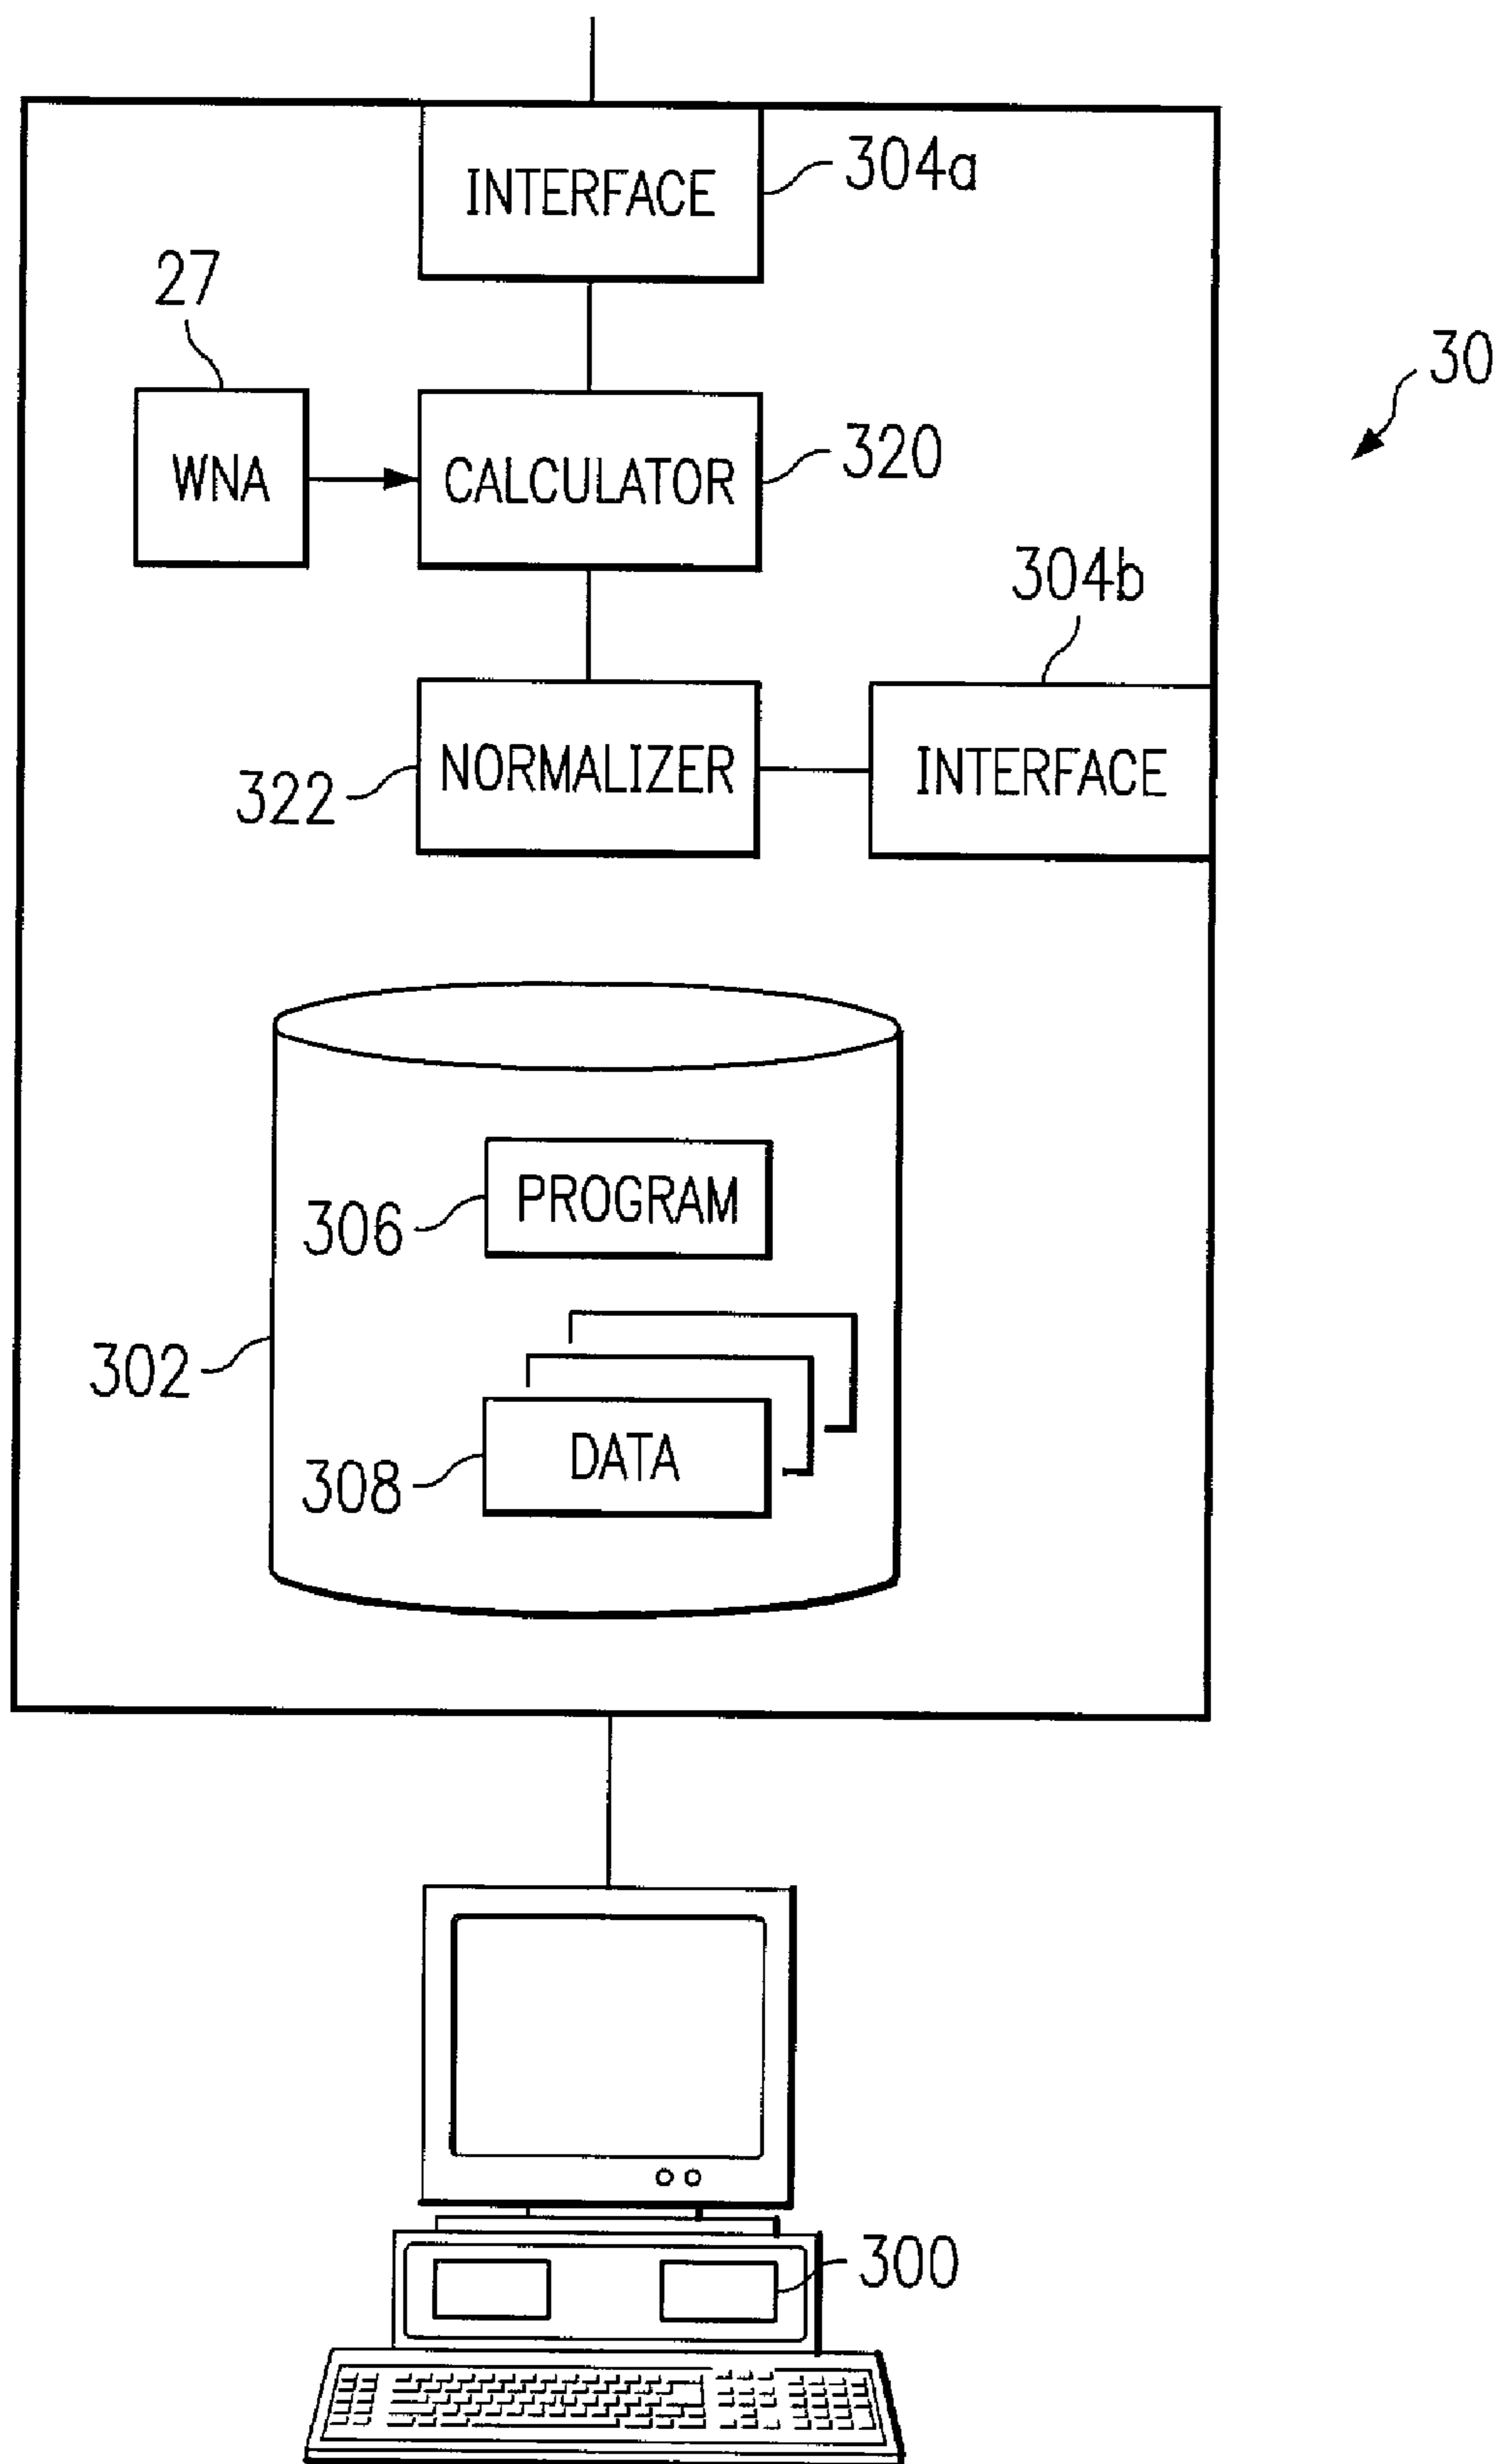 INTERFACE
304a
27
30
WNA
CALCULATOR
320
304b
NORMALIZER
INTERFACE
322
PROGRAM
306
302
DATA
308
300